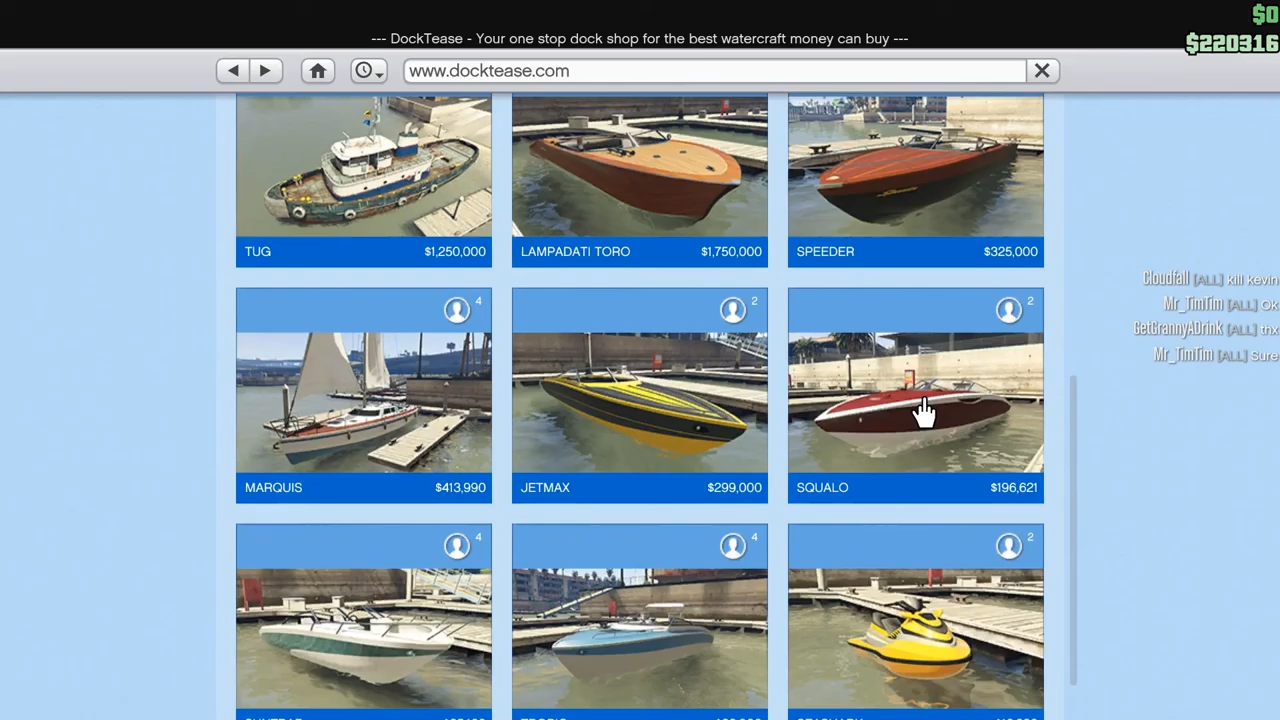 $0
--- DockTease - Your one stop dock shop for the best watercraft money can buy ---
$220316
www.docktease.com
TUG $1,250,000
LAMPADATI TORO $1,750,000
SPEEDER $325,000
Cloudfall [ALL] kill kevin
Mr_TimTim [ALL] Ok
GetGrannyADrink [ALL] thx
Mr_TimTim [ALL] Sure
4
2
2
MARQUIS $413,990
JETMAX $299,000
SQUALO $196,621
4
4
2